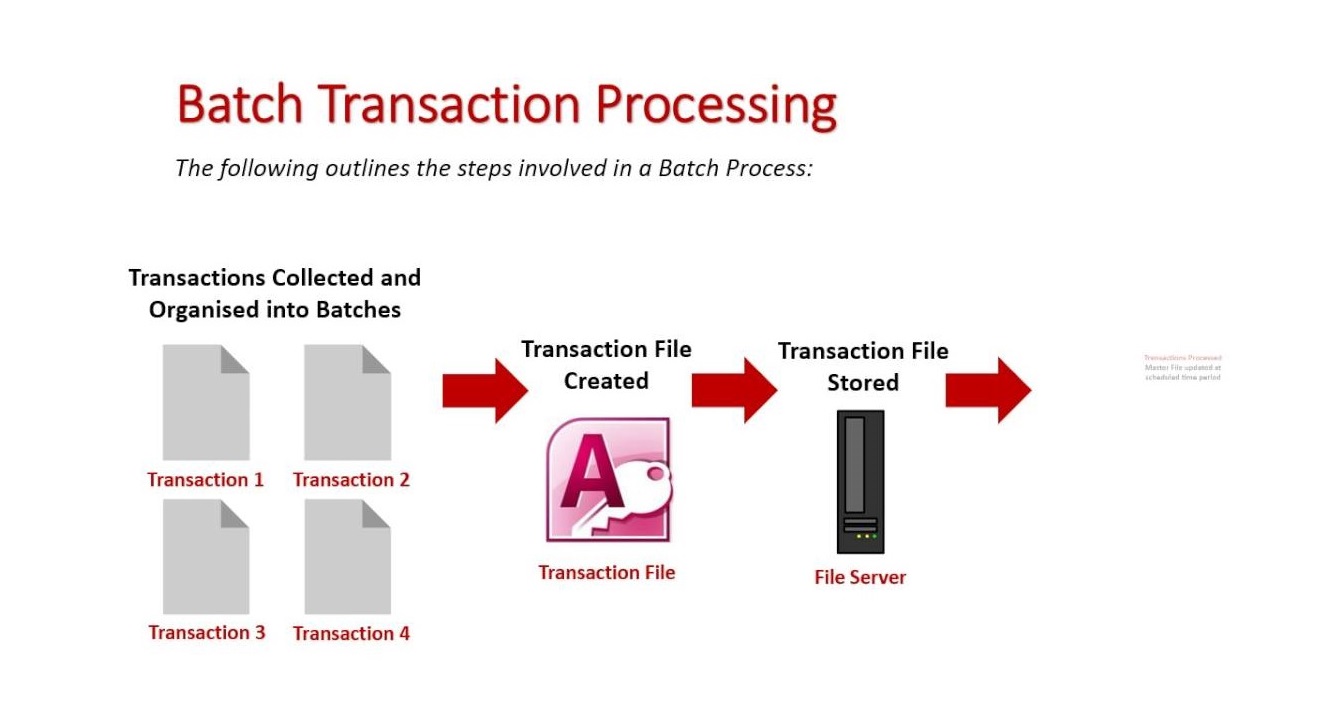 Batch Transaction Processing
The following outlines the steps involved in a Batch Process:
Transactions Collected and
Organised into Batches
Transaction 1
Transaction 2
Transaction 3
Transaction 4
Transaction File
Created
A
Transaction File
Transaction File
Stored
File Server
Transactions Processed
Master File updated at
scheduled time period